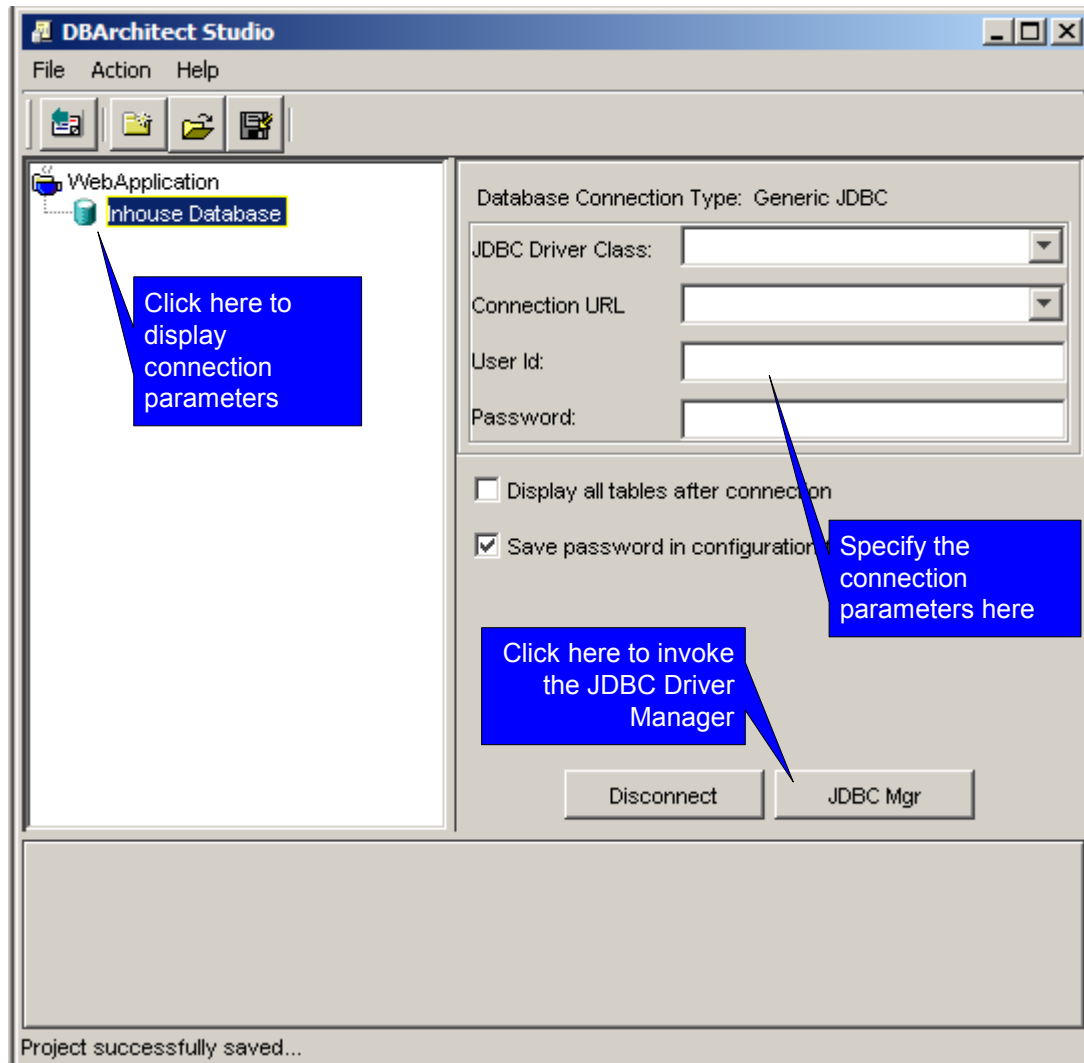 DBArchitect Studio
File Action Help
WebApplication
Inhouse Database
Click here to
display
connection
parameters
Database Connection Type: Generic JDBC
JDBC Driver Class:
Connection URL
User Id:
Password:
Display all tables after connection
Save password in configuration
Specify the
connection
parameters here
Click here to invoke
the JDBC Driver
Manager
Disconnect
JDBC Mgr
Project successfully saved...